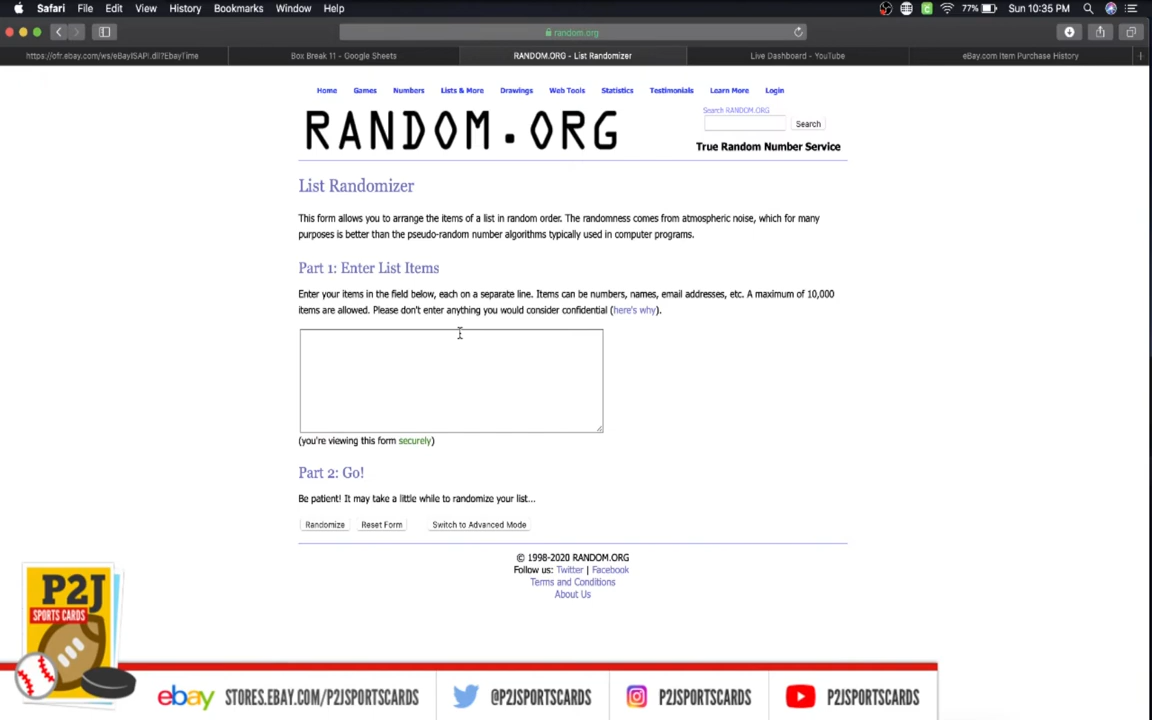 Safari File Edit View History Bookmarks Window Help
77% Sun 10:35 PM
random.org
https://ofr.ebay.com/ws/eBayISAPI.dll?EbayTime
Box Break 11 - Google Sheets
RANDOM.ORG - List Randomizer
Live Dashboard - YouTube
eBay.com Item Purchase History
Home Games Numbers Lists & More Drawings Web Tools Statistics Testimonials Learn More Login
RANDOM.ORG
Search RANDOM.ORG
Search
True Random Number Service
List Randomizer
This form allows you to arrange the items of a list in random order. The randomness comes from atmospheric noise, which for many
purposes is better than the pseudo-random number algorithms typically used in computer programs.
Part 1: Enter List Items
Enter your items in the field below, each on a separate line. Items can be numbers, names, email addresses, etc. A maximum of 10,000
items are allowed. Please don't enter anything you would consider confidential (here's why).
(you're viewing this form securely)
Part 2: Go!
Be patient! It may take a little while to randomize your list...
Randomize Reset Form Switch to Advanced Mode
© 1998-2020 RANDOM.ORG
Follow us: Twitter | Facebook
Terms and Conditions
About Us
P2J
SPORTS CARDS
ebay STORES.EBAY.COM/P2JSPORTSCARDS
@P2JSPORTSCARDS
P2JSPORTSCARDS
P2JSPORTSCARDS